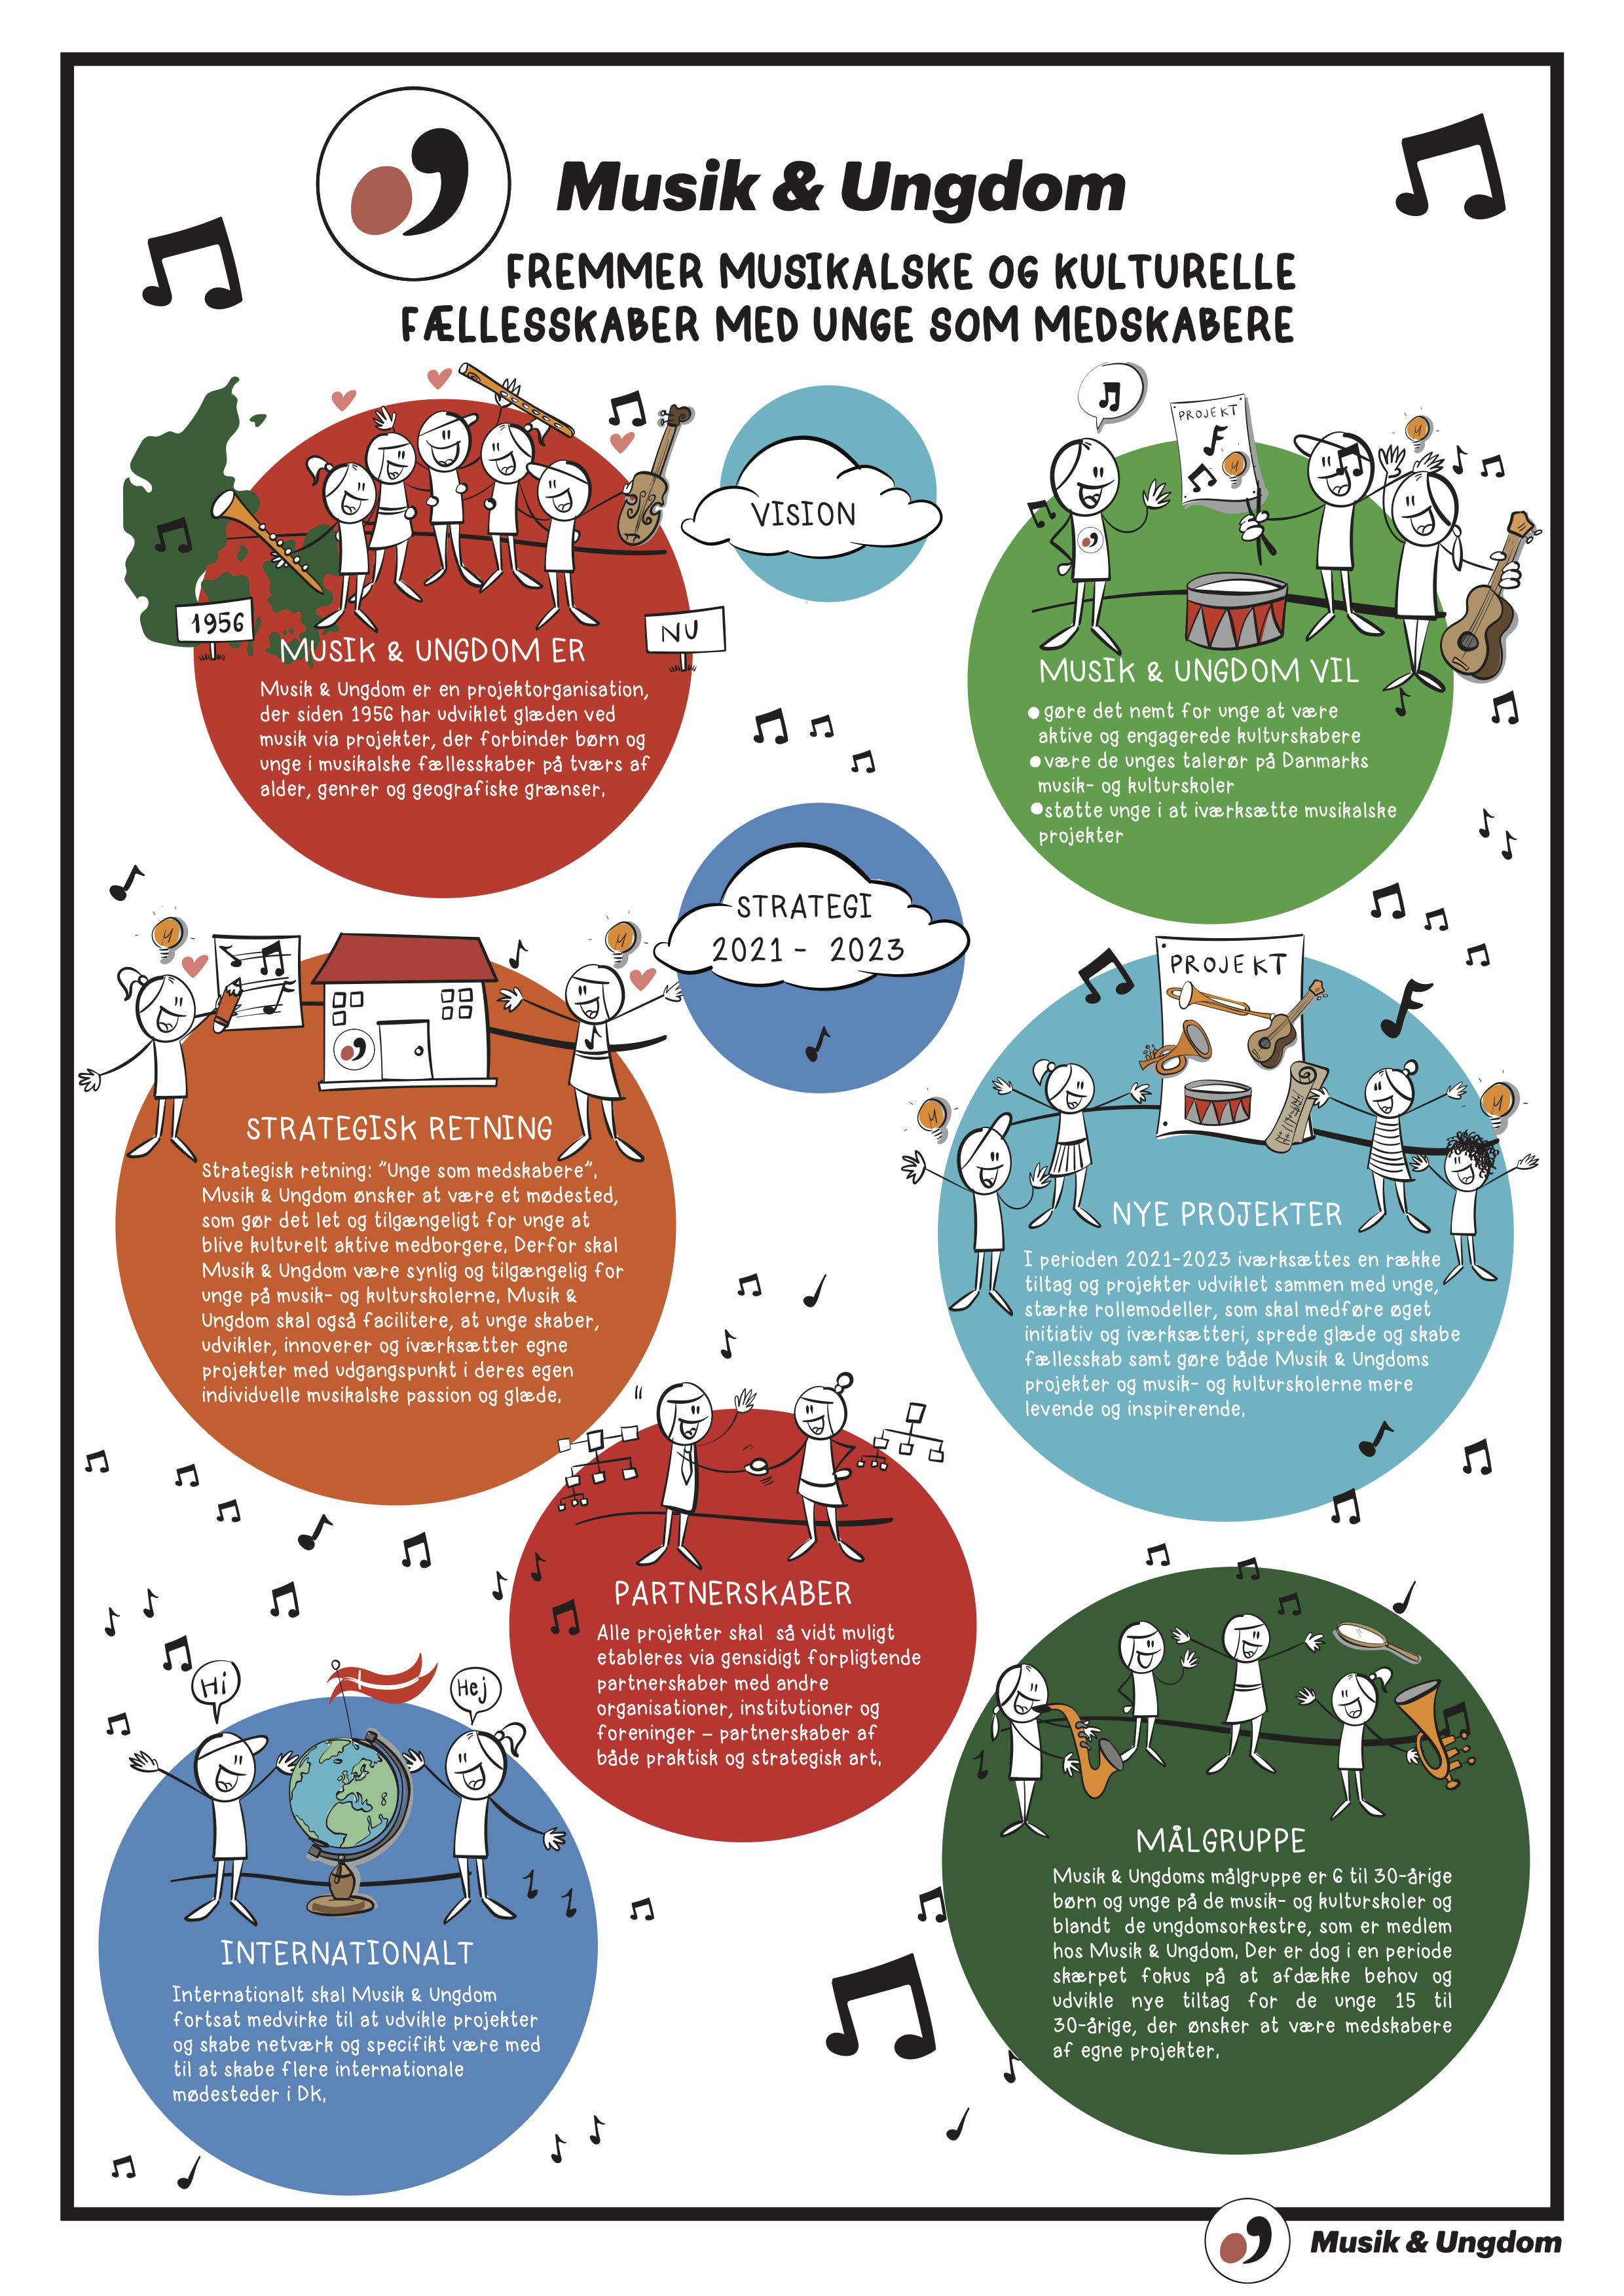 Musik & Ungdom
FREMMER MUSIKALSKE OG KULTURELLE
FÆLLESSKABER MED UNGE SOM MEDSKABERE
VISION
1956
NU
MUSIK & UNGDOM ER
Musik & Ungdom er en projektorganisation,
der siden 1956 har udviklet glæden ved
musik via projekter, der forbinder børn og
unge i musikalske fællesskaber på tværs af
alder, genrer og geografiske grænser.
PROJEKT
MUSIK & UNGDOM VIL
• gøre det nemt for unge at være
aktive og engagerede kulturskabere
• være de unges talerør på Danmarks
musik- og kulturskoler
• støtte unge i at iværksætte musikalske
projekter
STRATEGI
2021 - 2023
STRATEGISK RETNING
Strategisk retning: "Unge som medskabere".
Musik & Ungdom ønsker at være et mødested,
som gør det let og tilgængeligt for unge at
blive kulturelt aktive medborgere. Derfor skal
Musik & Ungdom være synlig og tilgængelig for
unge på musik- og kulturskolerne. Musik &
Ungdom skal også facilitere, at unge skaber,
udvikler, innoverer og iværksætter egne
projekter med udgangspunkt i deres egen
individuelle musikalske passion og glæde.
PROJEKT
NYE PROJEKTER
I perioden 2021-2023 iværksættes en række
tiltag og projekter udviklet sammen med unge,
stærke rollemodeller, som skal medføre øget
initiativ og iværksætteri, sprede glæde og skabe
fællesskab samt gøre både Musik & Ungdoms
projekter og musik- og kulturskolerne mere
levende og inspirerende.
PARTNERSKABER
Alle projekter skal så vidt muligt
etableres via gensidigt forpligtende
partnerskaber med andre
organisationer, institutioner og
foreninger – partnerskaber af
både praktisk og strategisk art.
Hi
Hej
INTERNATIONALT
Internationalt skal Musik & Ungdom
fortsat medvirke til at udvikle projekter
og skabe netværk og specifikt være med
til at skabe flere internationale
mødesteder i DK.
MÅLGRUPPE
Musik & Ungdoms målgruppe er 6 til 30-årige
børn og unge på de musik- og kulturskoler og
blandt de ungdomsorkestre, som er medlem
hos Musik & Ungdom. Der er dog i en periode
skærpet fokus på at afdække behov og
udvikle nye tiltag for de unge 15 til
30-årige, der ønsker at være medskabere
af egne projekter.
Musik & Ungdom